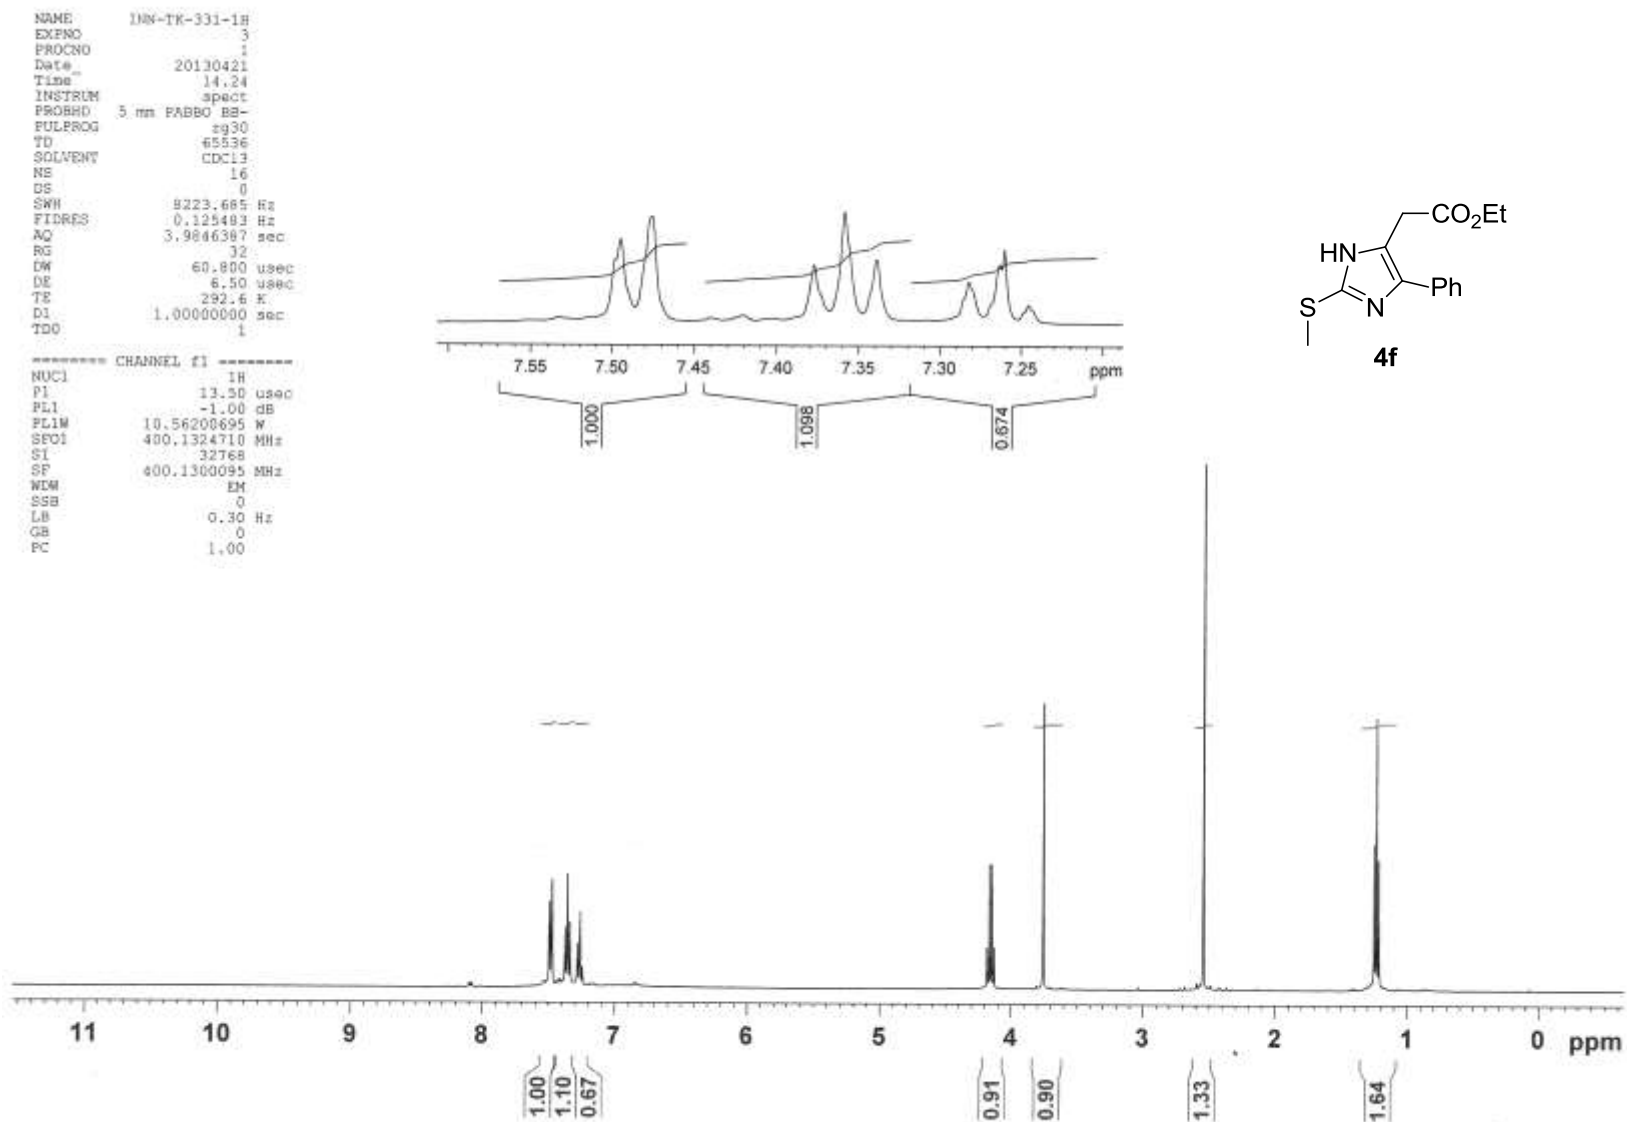 NAME INN-TK-331-1H
EXPNO 3
PROCNO 1
Date_ 20130421
Time 14.24
INSTRUM spect
PROBHD 5 mm PABBO BB-
PULPROG zg30
TD 65536
SOLVENT CDCl3
NS 16
DS 0
SWH 8223.685 Hz
FIDRES 0.125483 Hz
AQ 3.9846387 sec
RG 32
DW 60.800 usec
DE 6.50 usec
TE 292.6 K
D1 1.00000000 sec
TD0 1
======== CHANNEL f1 ========
NUC1 1H
P1 13.50 usec
PL1 -1.00 dB
PL1W 10.56200695 W
SFO1 400.1324710 MHz
SI 32768
SF 400.1300095 MHz
WDW EM
SSB 0
LB 0.30 Hz
GB 0
PC 1.00
7.55 7.50 7.45 7.40 7.35 7.30 7.25 ppm
1.000 1.098 0.674
CO2Et
HN
Ph
S
N
4f
11 10 9 8 7 6 5 4 3 2 1 0 ppm
1.00 1.10 0.67 0.91 0.90 1.33 1.64